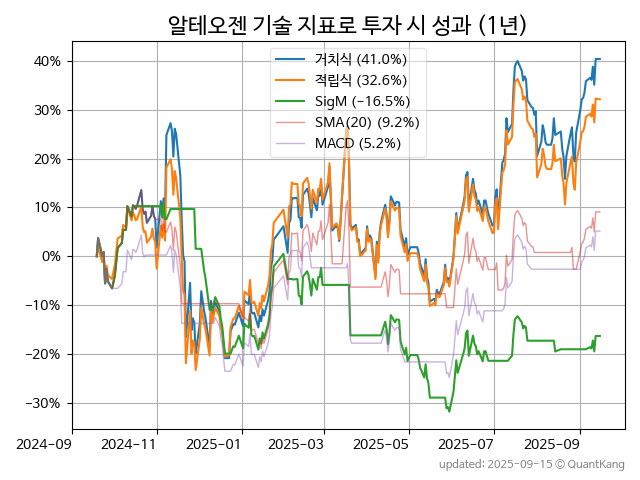 알테오젠 기술 지표로 투자 시 성과 (1년)
거치식 (41.0%)
적립식 (32.6%)
SigM (−16.5%)
SMA(20) (9.2%)
MACD (5.2%)
40%
30%
20%
10%
0%
−10%
−20%
−30%
2024-09 2024-11 2025-01 2025-03 2025-05 2025-07 2025-09
updated: 2025-09-15 ⓒ QuantKang